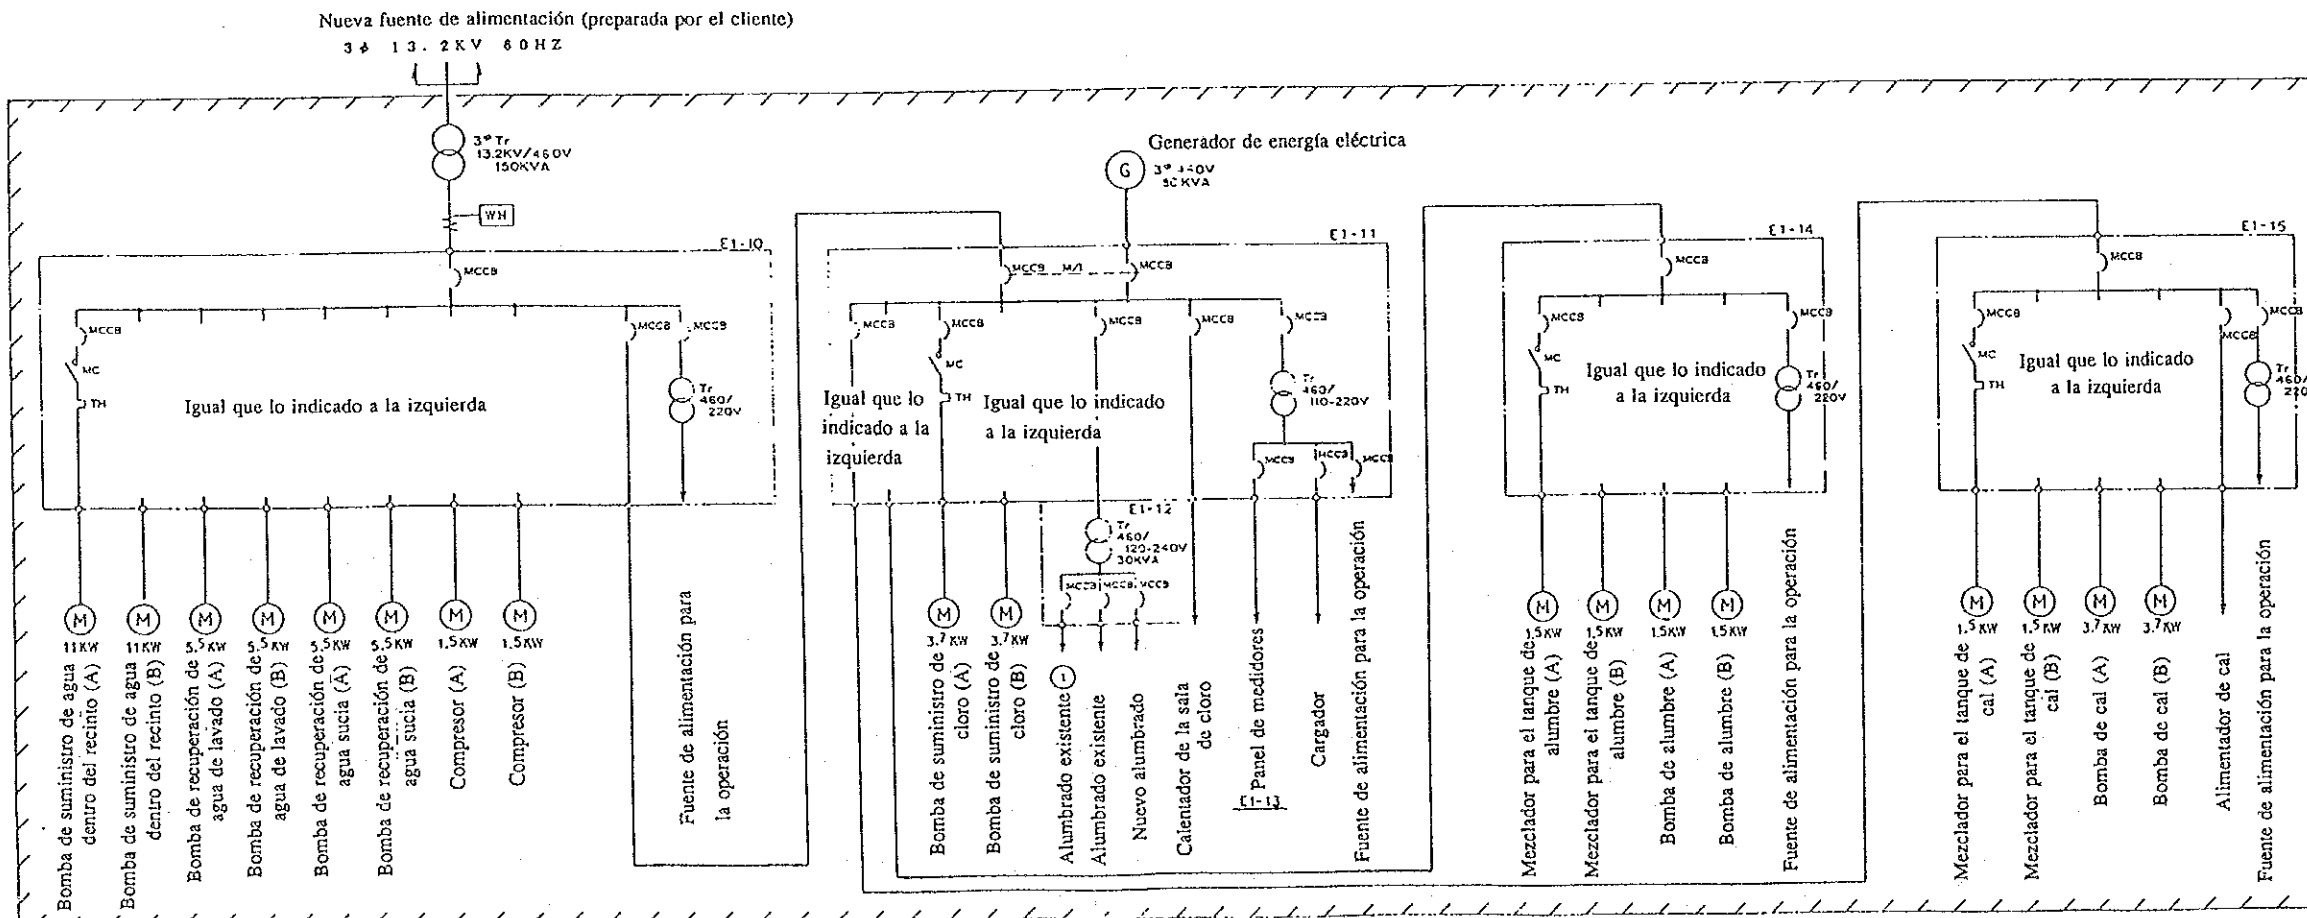 Nueva fuente de alimentación (preparada por el cliente)
3φ 13.2KV 60HZ
3φ Tr
13.2KV/460V
150KVA
WH
Generador de energía eléctrica
G
3φ 440V
KVA
E1-10
MCCB
MCCB
MC
TH
Igual que lo indicado a la izquierda
MCCB
MCCB
Tr
460/
220V
M
11KW
M
11KW
M
5.5KW
M
5.5KW
M
5.5KW
M
5.5KW
M
1.5KW
M
1.5KW
Bomba de suministro de agua
dentro del recinto (A)
Bomba de suministro de agua
dentro del recinto (B)
Bomba de recuperación de
agua de lavado (A)
Bomba de recuperación de
agua de lavado (B)
Bomba de recuperación de
agua sucia (A)
Bomba de recuperación de
agua sucia (B)
Compresor (A)
Compresor (B)
Fuente de alimentación para
la operación
E1-11
MCCB
M/I
MCCB
MCCB
MCCB
MC
TH
MCCB
MCCB
MCCB
Igual que lo
indicado a la
izquierda
Igual que lo indicado
a la izquierda
Tr
460/
110-220V
MCCB
MCCB
MCCB
E1-12
Tr
460/
120-240V
30KVA
MCCB
MCCB
MCCB
M
3.7KW
M
3.7KW
Bomba de suministro de
cloro (A)
Bomba de suministro de
cloro (B)
Alumbrado existente 1
Alumbrado existente
Nuevo alumbrado
Calentador de la sala
de cloro
Panel de medidores
E1-13
Cargador
Fuente de alimentación para la operación
E1-14
MCCB
MCCB
MC
TH
Igual que lo indicado
a la izquierda
MCCB
Tr
460/
220V
M
1.5KW
M
1.5KW
M
1.5KW
M
1.5KW
Mezclador para el tanque de
alumbre (A)
Mezclador para el tanque de
alumbre (B)
Bomba de alumbre (A)
Bomba de alumbre (B)
Fuente de alimentación para la operación
E1-15
MCCB
MCCB
MC
TH
Igual que lo indicado
a la izquierda
MCCB
MCCB
Tr
460/
220
M
1.5KW
M
1.5KW
M
3.7KW
M
3.7KW
Mezclador para el tanque de
cal (A)
Mezclador para el tanque de
cal (B)
Bomba de cal (A)
Bomba de cal (B)
Alimentador de cal
Fuente de alimentación para la operación